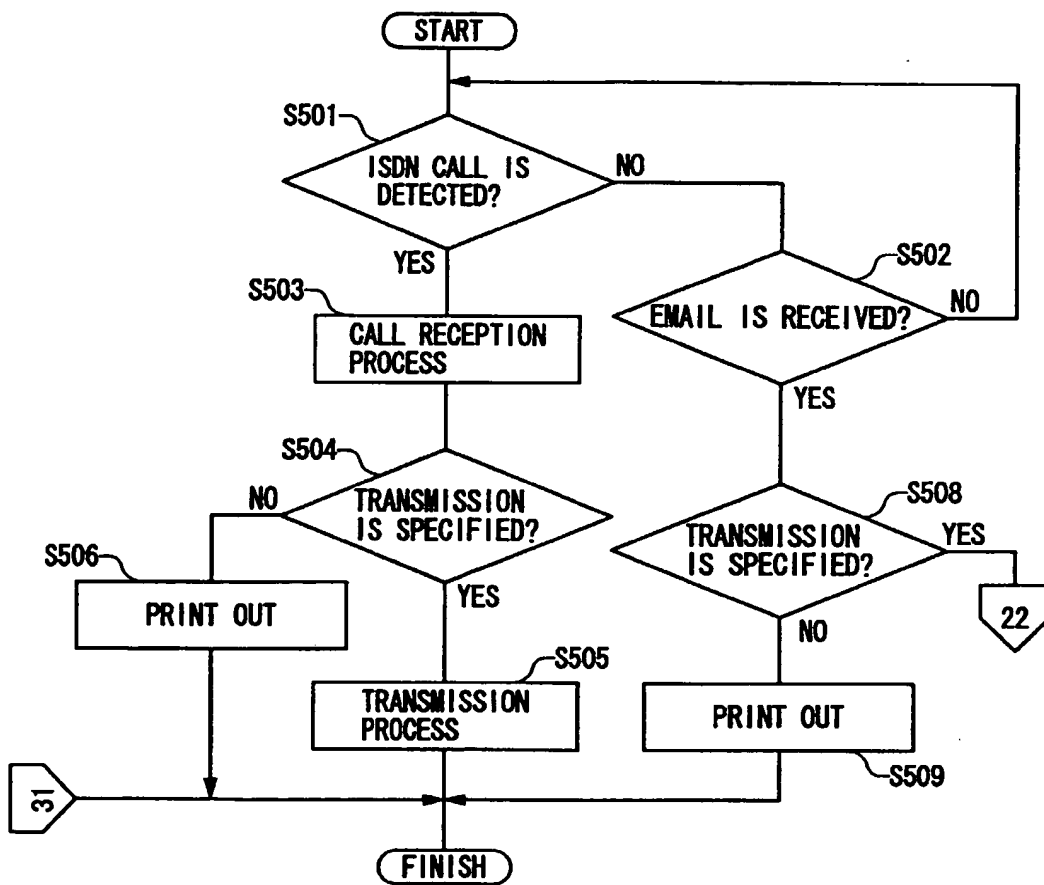 START
S501
ISDN CALL IS
DETECTED?
NO
YES
S502
EMAIL IS RECEIVED?
NO
YES
S503
CALL RECEPTION
PROCESS
S504
TRANSMISSION
IS SPECIFIED?
NO
YES
S508
TRANSMISSION
IS SPECIFIED?
YES
NO
22
S506
PRINT OUT
S505
TRANSMISSION
PROCESS
PRINT OUT
S509
31
FINISH